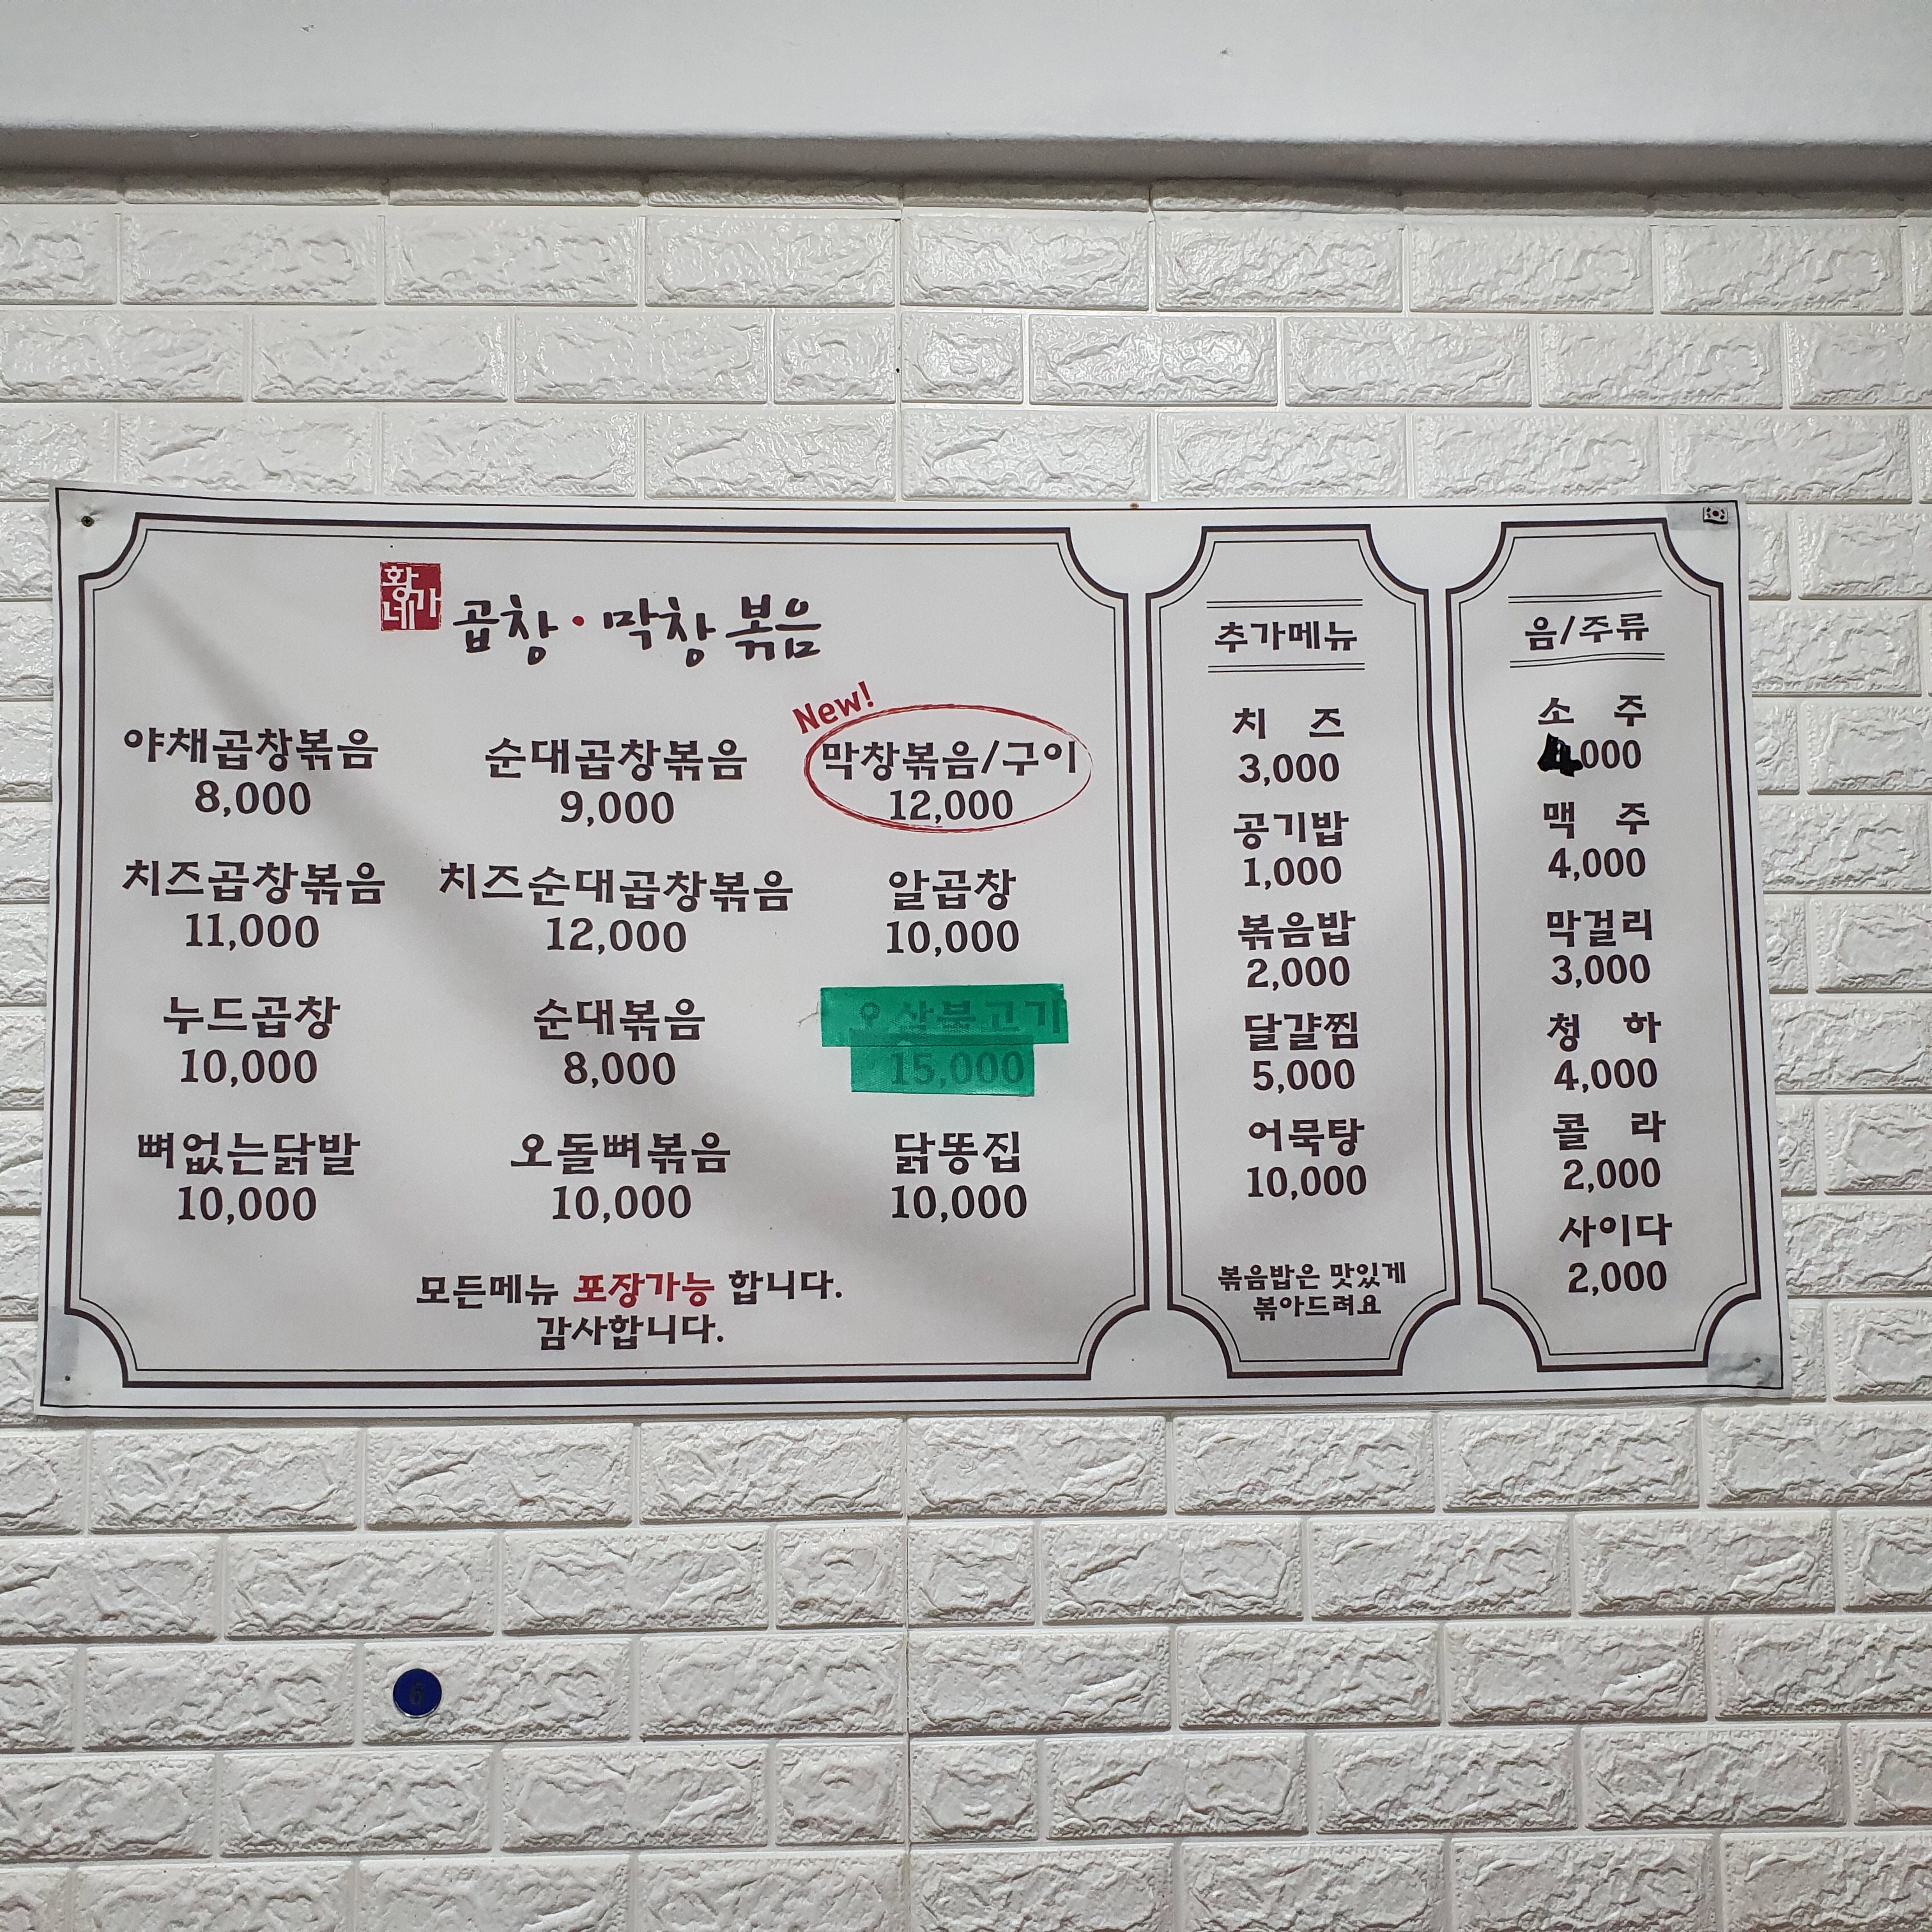 황가네
곱창·막창 볶음
야채곱창볶음
8,000
순대곱창볶음
9,000
New!
막창볶음/구이
12,000
치즈곱창볶음
11,000
치즈순대곱창볶음
12,000
알곱창
10,000
누드곱창
10,000
순대볶음
8,000
오삼불고기
15,000
뼈없는닭발
10,000
오돌뼈볶음
10,000
닭똥집
10,000
모든메뉴 포장가능 합니다.
감사합니다.
추가메뉴
치 즈
3,000
공기밥
1,000
볶음밥
2,000
달걀찜
5,000
어묵탕
10,000
볶음밥은 맛있게
볶아드려요
음/주류
소 주
4,000
맥 주
4,000
막걸리
3,000
청 하
4,000
콜 라
2,000
사이다
2,000
6